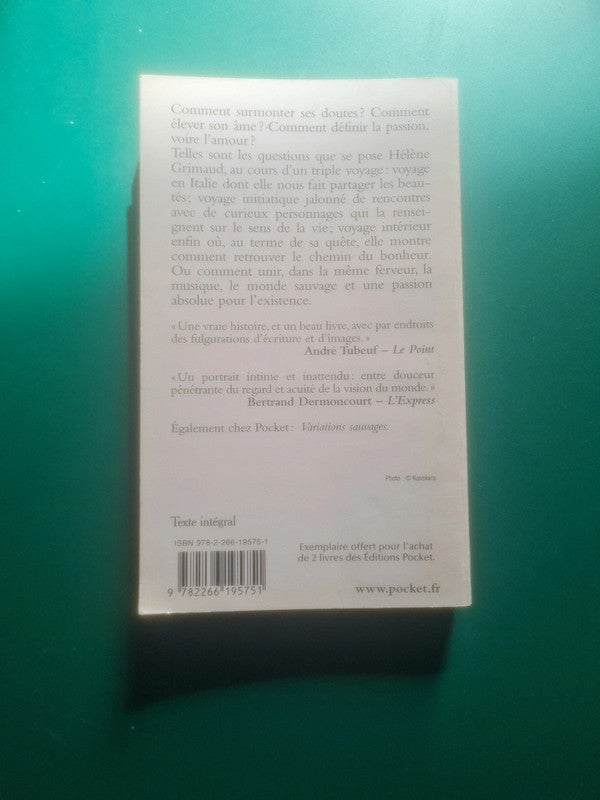 Comment surmonter ses doutes ? Comment
élever son âme ? Comment définir la passion,
voire l'amour ?
Telles sont les questions que se pose Hélène
Grimaud, au cours d'un triple voyage : voyage
en Italie dont elle nous fait partager les beau-
tés ; voyage initiatique jalonné de rencontres
avec de curieux personnages qui la rensei-
gnent sur le sens de la vie ; voyage intérieur
enfin où, au terme de sa quête, elle montre
comment retrouver le chemin du bonheur.
Ou comment unir, dans la même ferveur, la
musique, le monde sauvage et une passion
absolue pour l'existence.
« Une vraie histoire, et un beau livre, avec par endroits
des fulgurations d'écriture et d'images. »
André Tubeuf – Le Point
« Un portrait intime et inattendu : entre douceur
pénétrante du regard et acuité de la vision du monde. »
Bertrand Dermoncourt – L'Express
Également chez Pocket : Variations sauvages.
Photo : © Kasskara
Texte intégral
ISBN 978-2-266-19575-1
Exemplaire offert pour l'achat
de 2 livres des Éditions Pocket.
9 782266 195751
www.pocket.fr